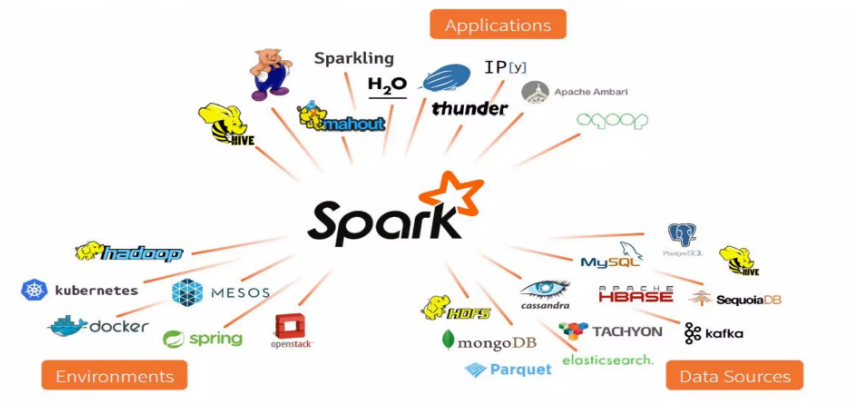 Applications
Sparkling
H2O
IP[y]
thunder
Apache Ambari
mahout
sqoop
HIVE
Spark
hadoop
kubernetes
MESOS
docker
spring
openstack
Environments
PostgreSQL
MySQL
HIVE
cassandra
APACHE
HBASE
SequoiaDB
HDFS
mongoDB
TACHYON
kafka
Parquet
elasticsearch.
Data Sources